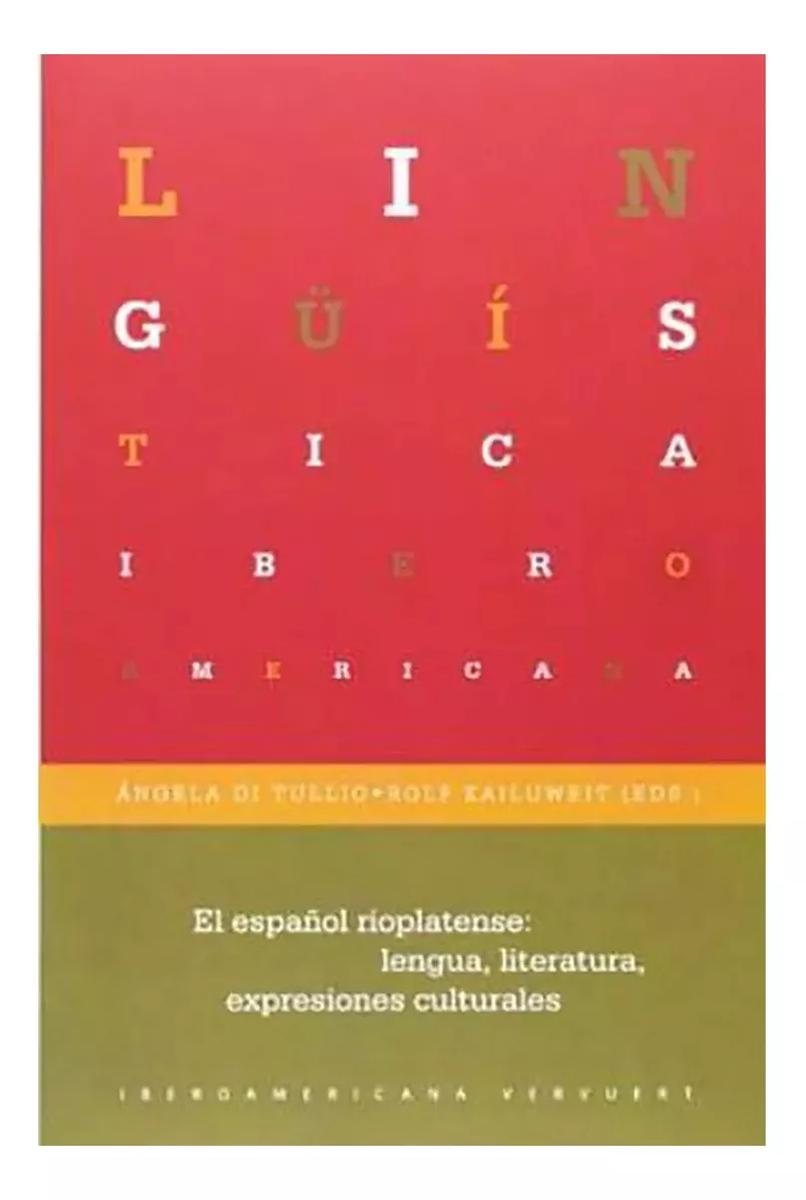 L I N
G Ü Í S
T I C A
I B E R O
A M E R I C A N A
ÁNGELA DI TULLIO • ROLF KAILUWEIT (EDS.)
El español rioplatense:
lengua, literatura,
expresiones culturales
IBEROAMERICANA VERVUERT